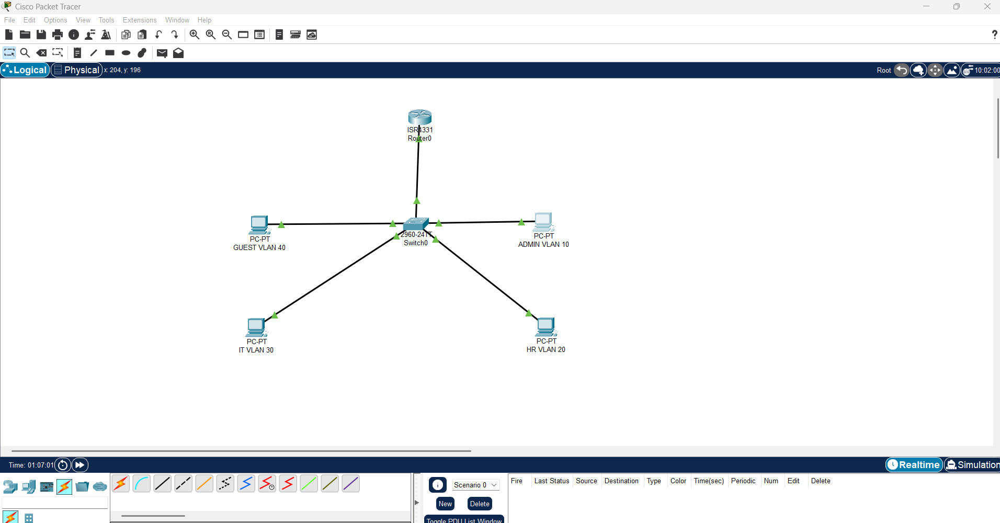 Cisco Packet Tracer
File Edit Options View Tools Extensions Window Help
?
Logical Physical x: 204, y: 196 Root 10:02:00
ISR4331
Router0
PC-PT
GUEST VLAN 40
2960-24TT
Switch0
PC-PT
ADMIN VLAN 10
PC-PT
IT VLAN 30
PC-PT
HR VLAN 20
Time: 01:07:01 Realtime Simulation
Scenario 0
New Delete
Toggle PDU List Window
Fire Last Status Source Destination Type Color Time(sec) Periodic Num Edit Delete